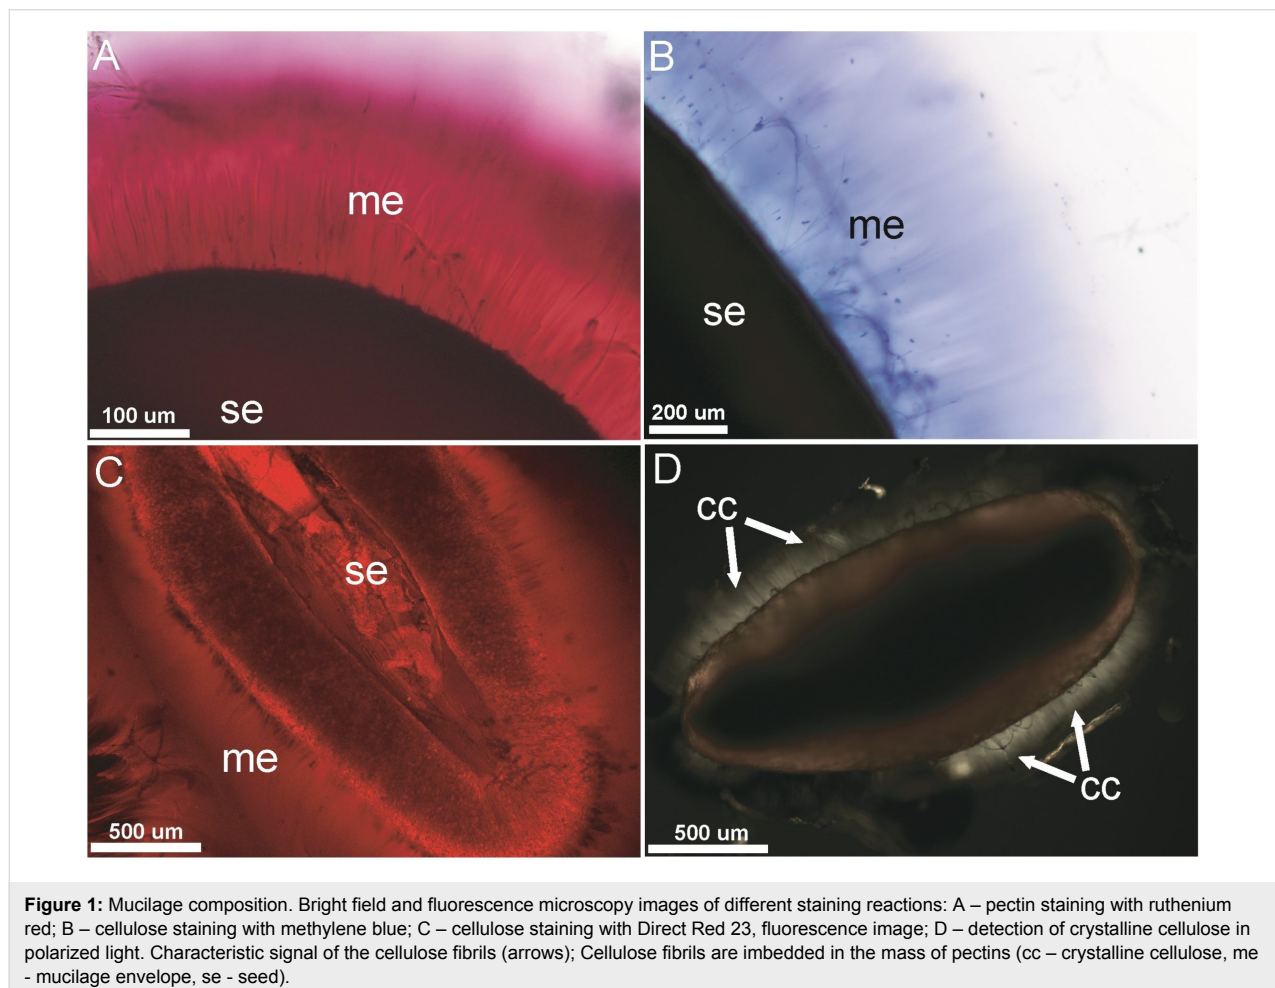 A
me
se
100 um
B
me
se
200 um
C
se
me
500 um
D
cc
cc
500 um
Figure 1: Mucilage composition. Bright field and fluorescence microscopy images of different staining reactions: A – pectin staining with ruthenium
red; B – cellulose staining with methylene blue; C – cellulose staining with Direct Red 23, fluorescence image; D – detection of crystalline cellulose in
polarized light. Characteristic signal of the cellulose fibrils (arrows); Cellulose fibrils are imbedded in the mass of pectins (cc – crystalline cellulose, me
- mucilage envelope, se - seed).